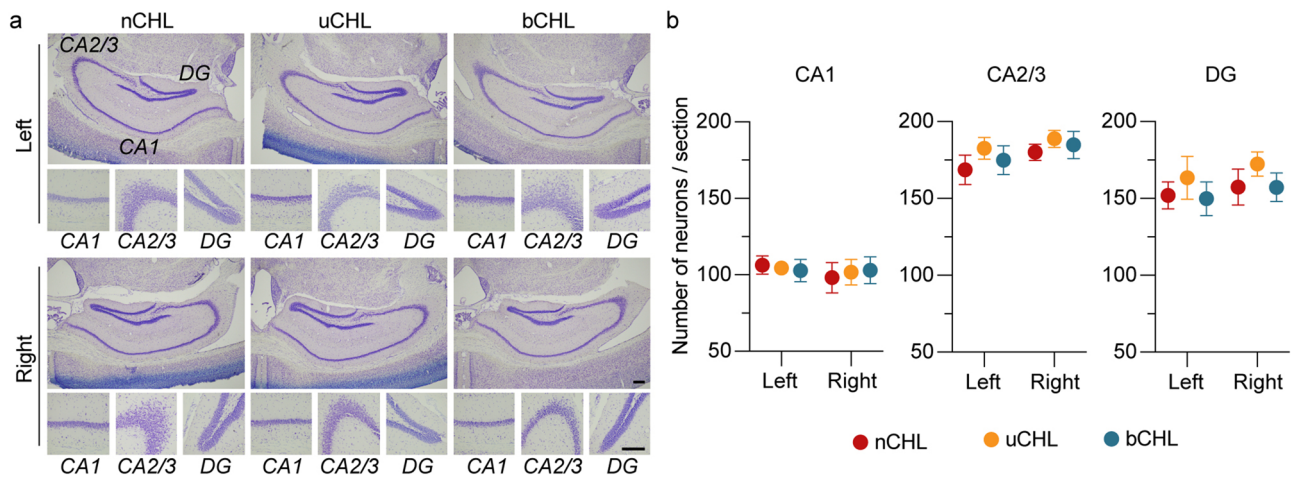 a
nCHL uCHL bCHL
Left
CA2/3
DG
CA1
CA1 CA2/3 DG CA1 CA2/3 DG CA1 CA2/3 DG
Right
CA1 CA2/3 DG CA1 CA2/3 DG CA1 CA2/3 DG
b
CA1 CA2/3 DG
Number of neurons / section
200 200 200
150 150 150
100 100 100
50 50 50
Left Right Left Right Left Right
nCHL uCHL bCHL